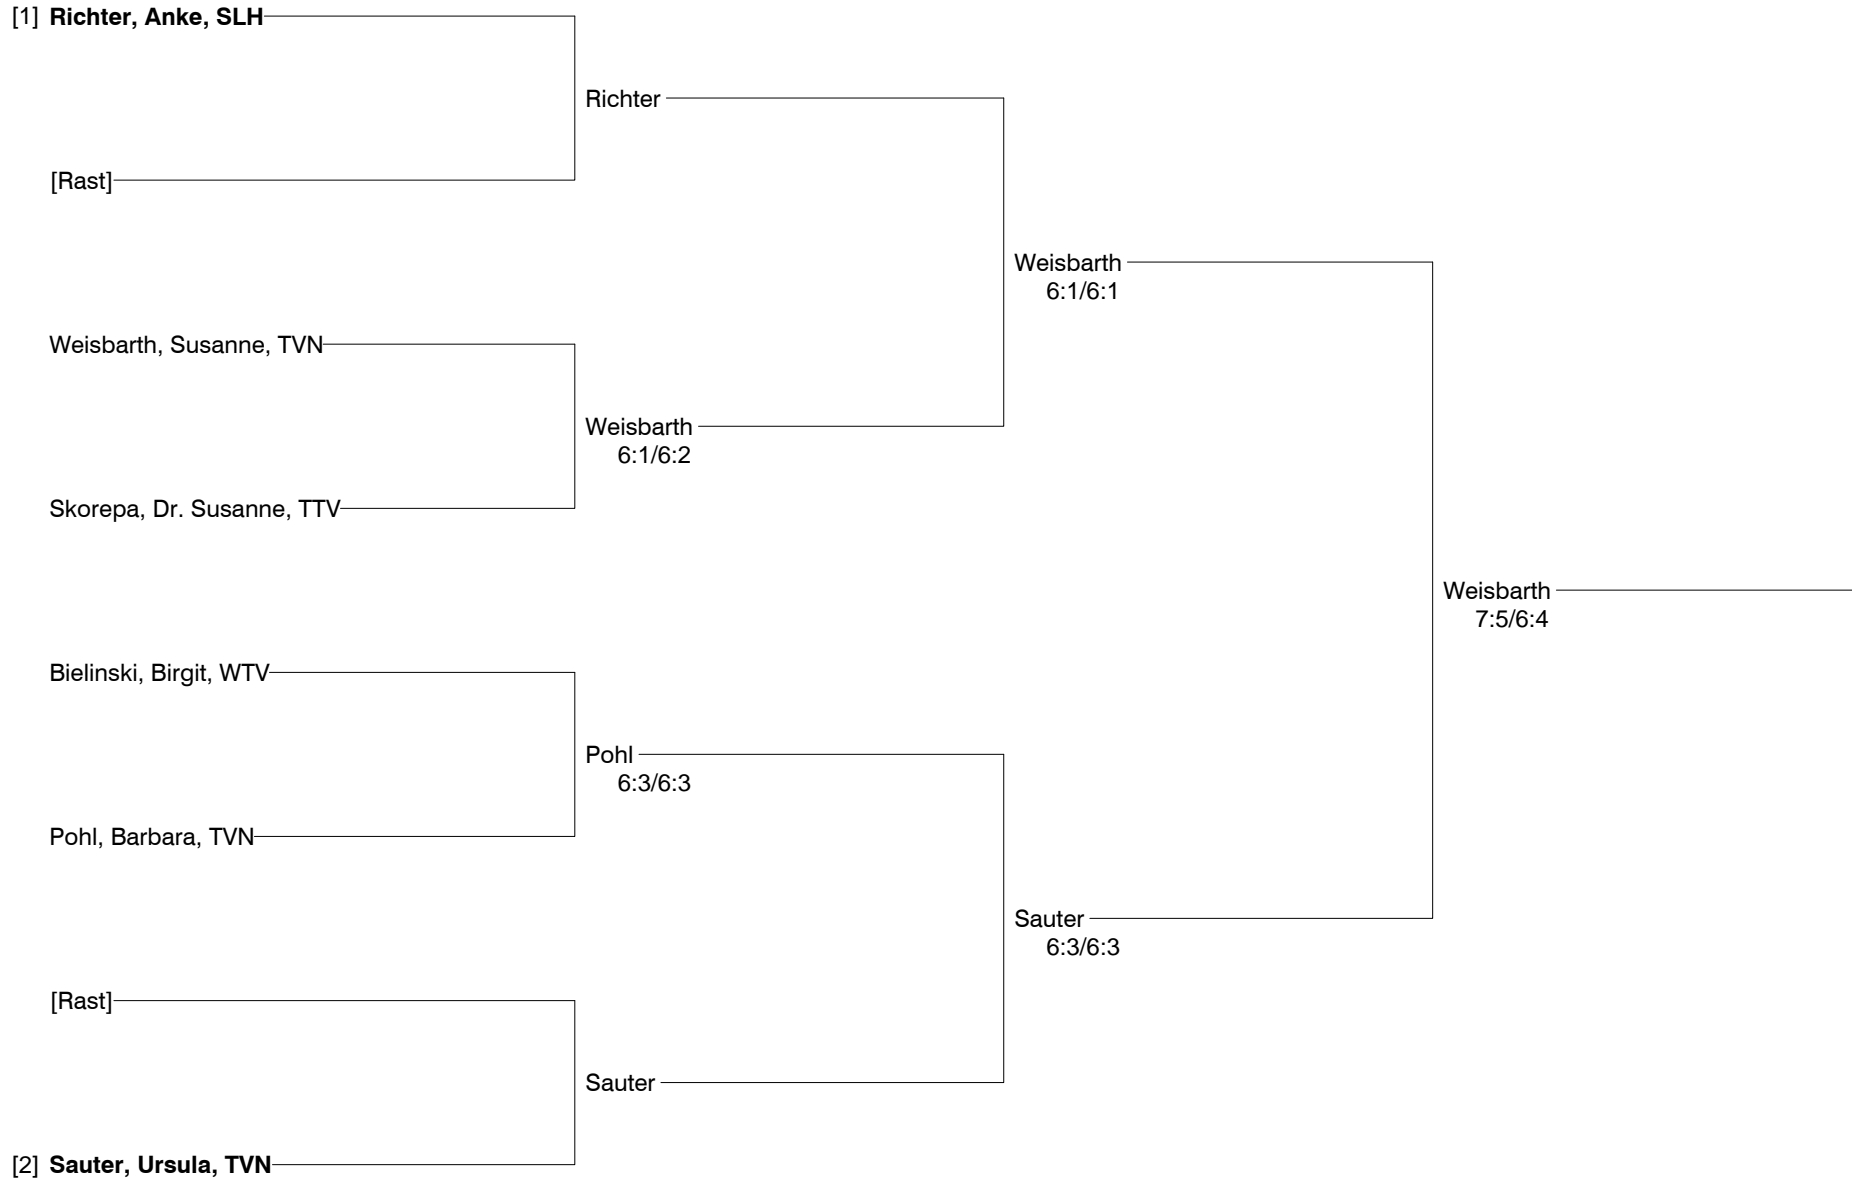 [1] Richter, Anke, SLH
Richter
[Rast]
Weisbarth
6:1/6:1
Weisbarth, Susanne, TVN
Weisbarth
6:1/6:2
Skorepa, Dr. Susanne, TTV
Weisbarth
7:5/6:4
Bielinski, Birgit, WTV
Pohl
6:3/6:3
Pohl, Barbara, TVN
Sauter
6:3/6:3
[Rast]
Sauter
[2] Sauter, Ursula, TVN